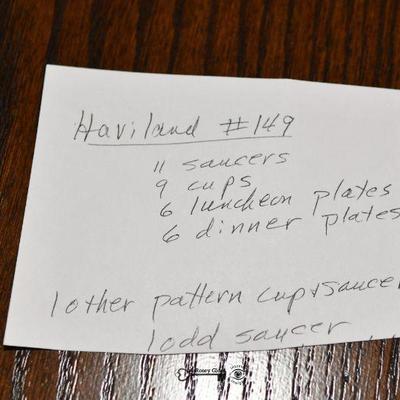 Haviland #149
11 saucers
9 cups
6 luncheon plates
6 dinner plates
1 other pattern cup + saucer
1 odd saucer